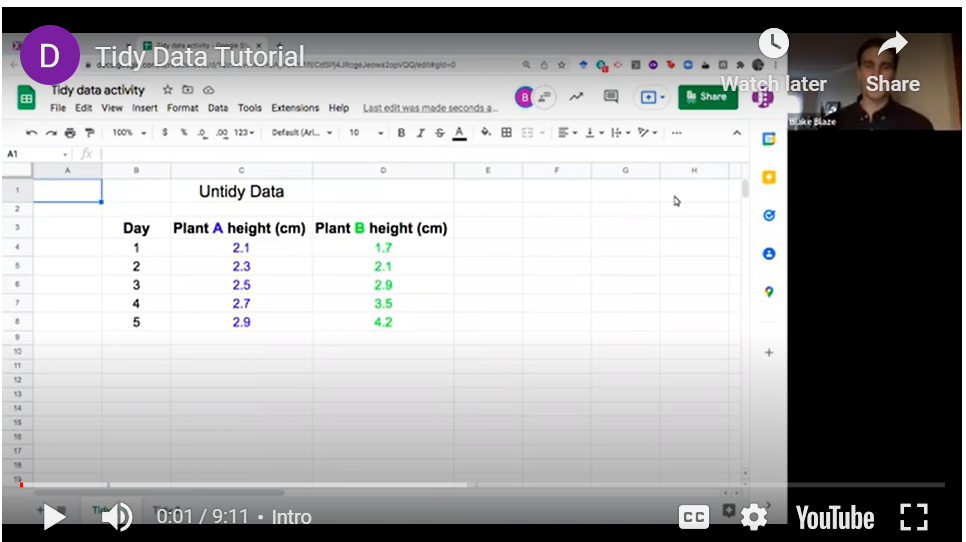 D Tidy Data Tutorial
Watch later Share
Tidy data activity
File Edit View Insert Format Data Tools Extensions Help Last edit was made seconds a...
B Share
100% $ % .0 .00 123 Default (Ari... 10 B I S A
Blake Blaze
A1 fx
A B C D E F G H
1 Untidy Data
2
3 Day Plant A height (cm) Plant B height (cm)
4 1 2.1 1.7
5 2 2.3 2.1
6 3 2.5 2.9
7 4 2.7 3.5
8 5 2.9 4.2
9
10
11
12
13
14
15
16
17
18
19
0:01 / 9:11 • Intro CC YouTube